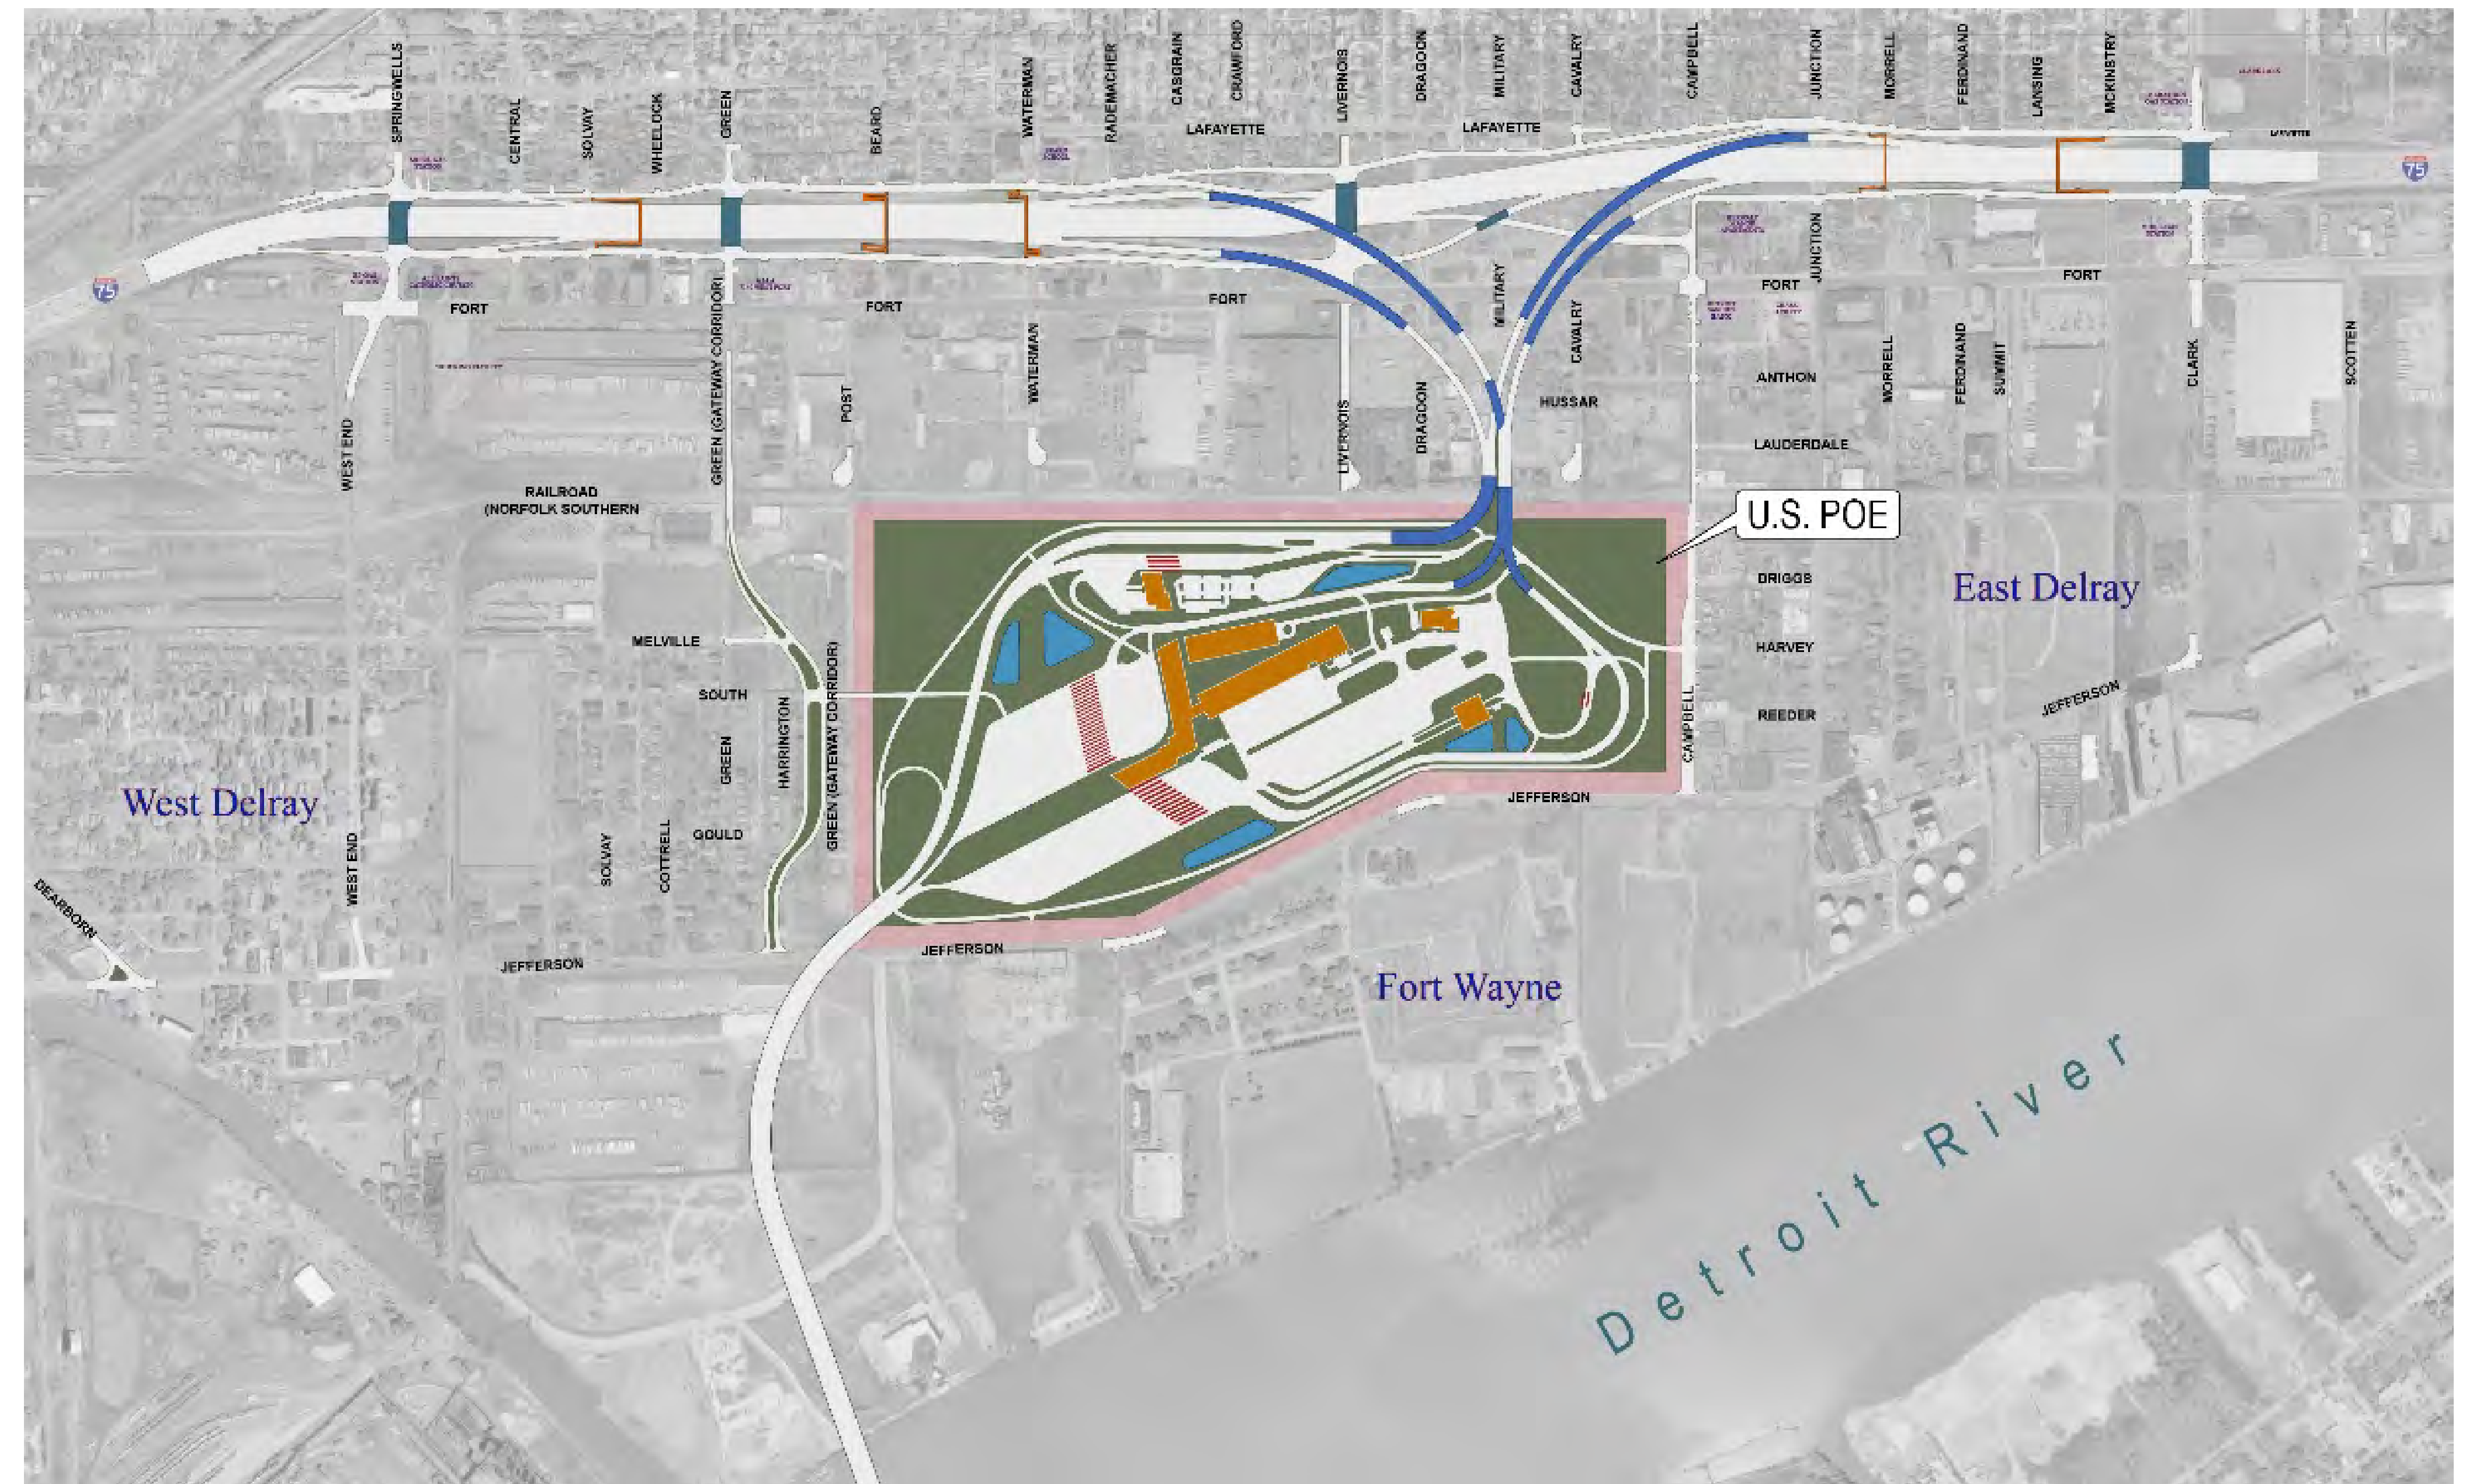 SPRINGWELLS
CENTRAL
SOLVAY
WHEELOCK
GREEN
BEARD
WATERMAN
RADEMACHER
CASGRAIN
CRAWFORD
LIVERNOIS
DRAGOON
MILITARY
CAVALRY
CAMPBELL
JUNCTION
MORRELL
FERDINAND
LANSING
MCKINSTRY
LAFAYETTE
LAFAYETTE
LAFAYETTE
75
75
FORT
FORT
FORT
FORT
FORT
GREEN (GATEWAY CORRIDOR)
POST
WATERMAN
LIVERNOIS
DRAGOON
MILITARY
CAVALRY
HUSSAR
JUNCTION
ANTHON
LAUDERDALE
MORRELL
FERDNAND
SUMMIT
CLARK
SCOTTEN
WEST END
RAILROAD
(NORFOLK SOUTHERN
U.S. POE
DRIGGS
East Delray
HARVEY
REEDER
CAMPBELL
JEFFERSON
MELVILLE
SOUTH
GREEN
HARRINGTON
GREEN (GATEWAY CORRIDOR)
GOULD
SOLVAY
COTTRELL
West Delray
WEST END
DEARBORN
JEFFERSON
JEFFERSON
JEFFERSON
Fort Wayne
Detroit River